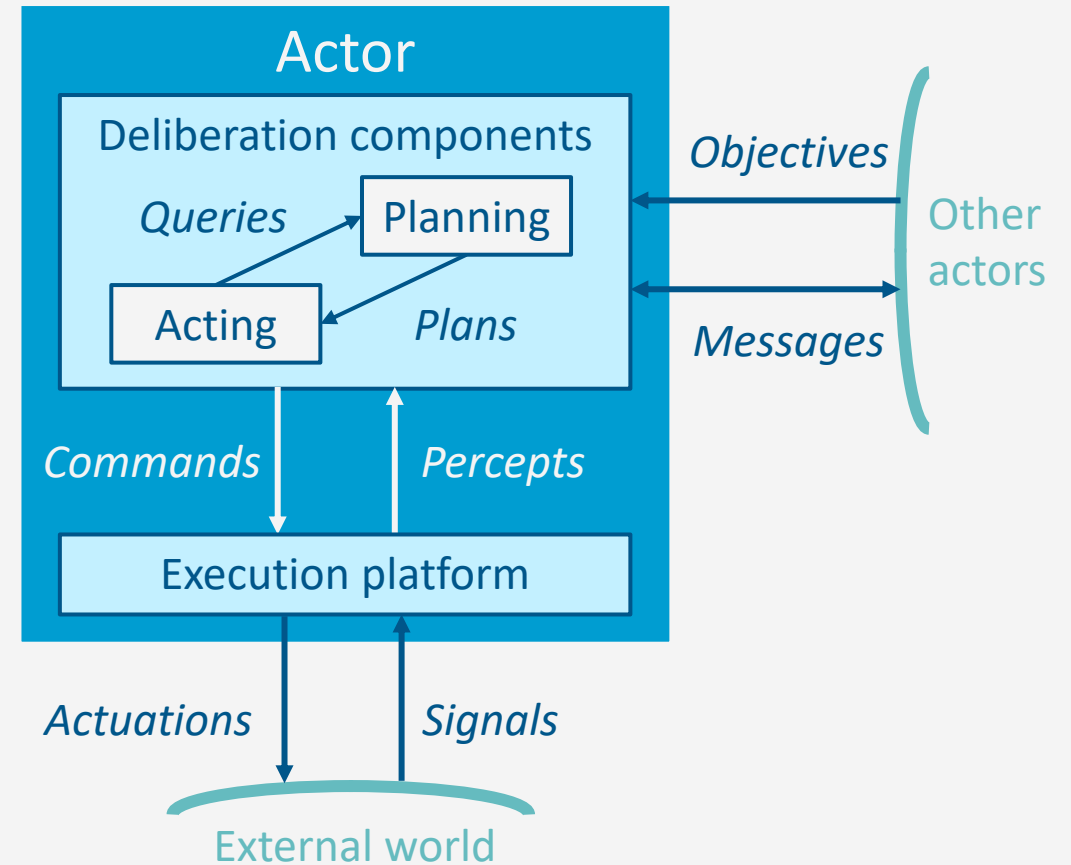 Actor
Deliberation components
Queries
Planning
Acting
Plans
Objectives
Messages
Other
actors
Commands
Percepts
Execution platform
Actuations
Signals
External world